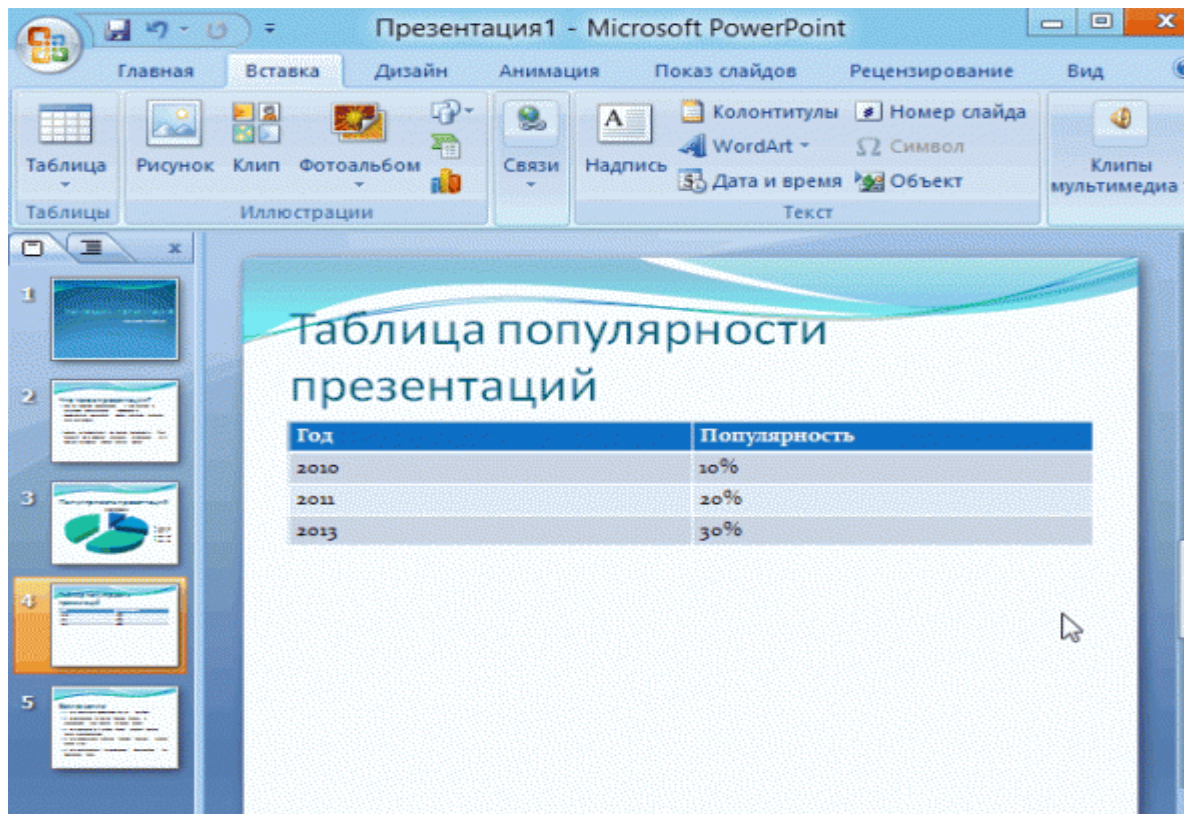 Презентация1 - Microsoft PowerPoint
Главная Вставка Дизайн Анимация Показ слайдов Рецензирование Вид
Таблица Рисунок Клип Фотоальбом Связи Надпись
Колонтитулы Номер слайда
WordArt Символ
Дата и время Объект
Клипы
мультимедиа
Таблицы Иллюстрации Текст
1
2
3
4
5
Таблица популярности
презентаций
Год Популярность
2010 10%
2011 20%
2013 30%